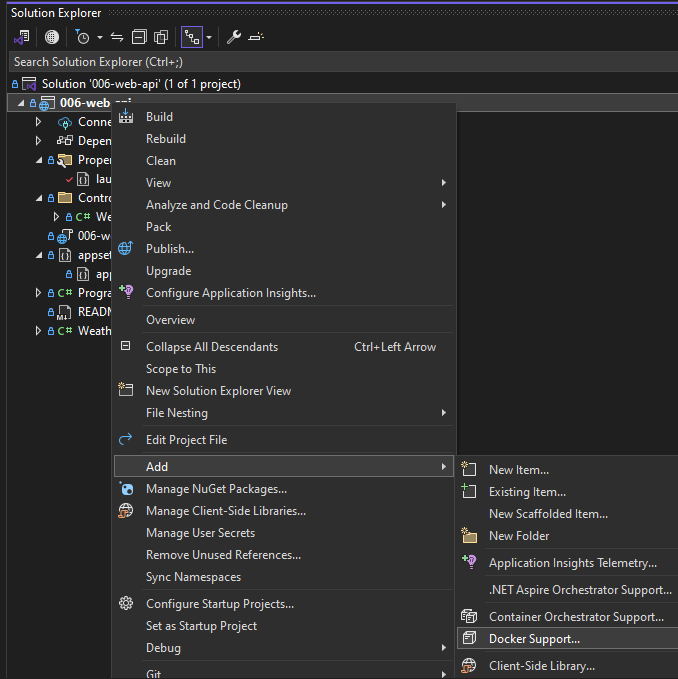 Solution Explorer
Search Solution Explorer (Ctrl+;)
Solution '006-web-api' (1 of 1 project)
006-web-api
Conne
Depen
Proper
lau
Contro
We
006-w
appset
app
Progra
READM
Weath
Build
Rebuild
Clean
View
Analyze and Code Cleanup
Pack
Publish...
Upgrade
Configure Application Insights...
Overview
Collapse All Descendants Ctrl+Left Arrow
Scope to This
New Solution Explorer View
File Nesting
Edit Project File
Add
Manage NuGet Packages...
Manage Client-Side Libraries...
Manage User Secrets
Remove Unused References...
Sync Namespaces
Configure Startup Projects...
Set as Startup Project
Debug
Git
New Item...
Existing Item...
New Scaffolded Item...
New Folder
Application Insights Telemetry...
.NET Aspire Orchestrator Support...
Container Orchestrator Support...
Docker Support...
Client-Side Library...